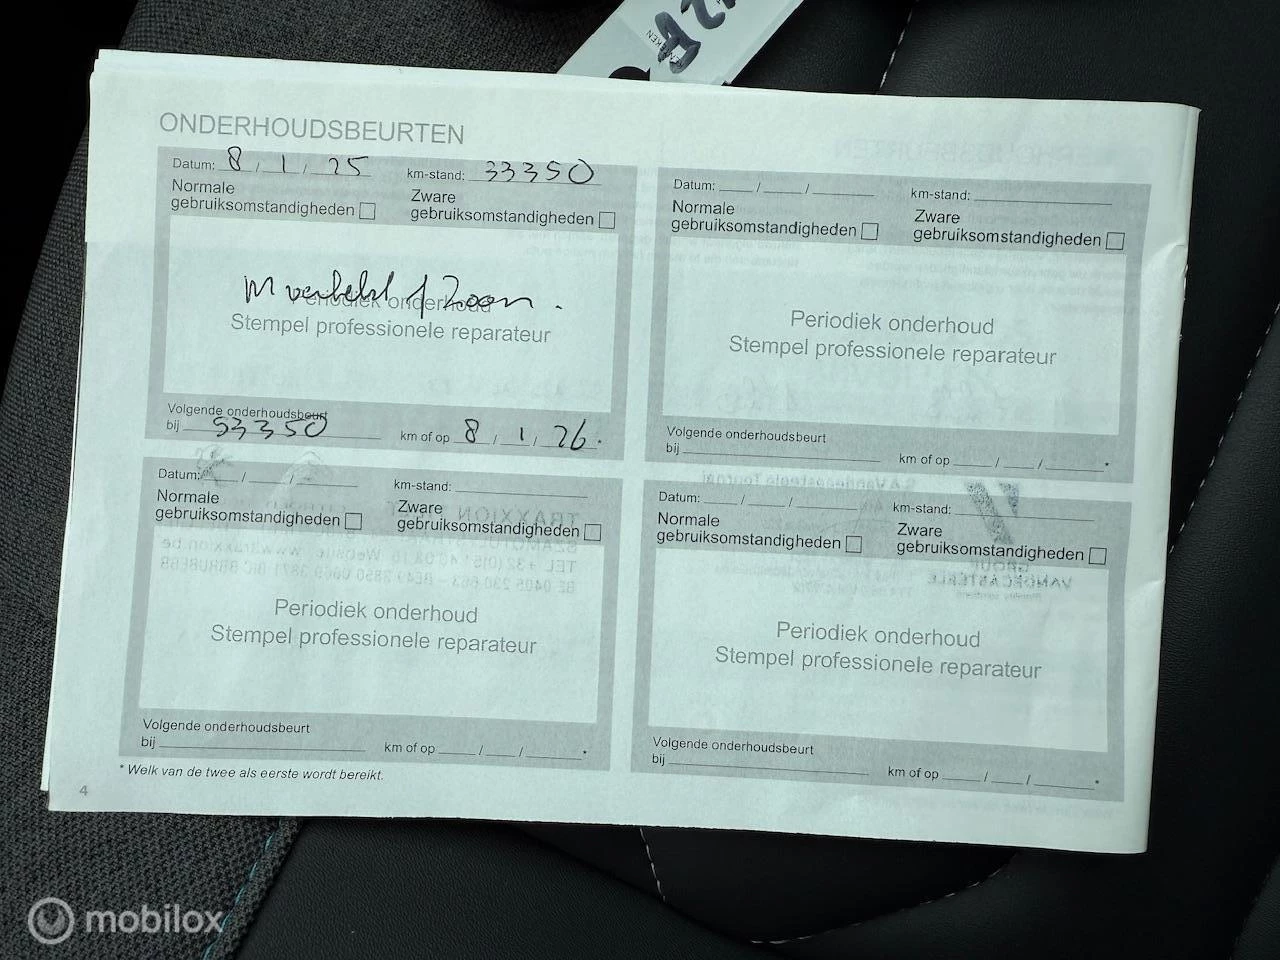 ONDERHOUDSBEURTEN
Datum: 8 / 1 / 25 km-stand: 33350
Normale
gebruiksomstandigheden
Zware
gebruiksomstandigheden
Periodiek onderhoud
Stempel professionele reparateur
Volgende onderhoudsbeurt
bij 53350 km of op 8 / 1 / 26 *
Datum: / / km-stand:
Normale
gebruiksomstandigheden
Zware
gebruiksomstandigheden
Periodiek onderhoud
Stempel professionele reparateur
Volgende onderhoudsbeurt
bij km of op / / *
Datum: / / km-stand:
Normale
gebruiksomstandigheden
Zware
gebruiksomstandigheden
Periodiek onderhoud
Stempel professionele reparateur
Volgende onderhoudsbeurt
bij km of op / / *
Datum: / / km-stand:
Normale
gebruiksomstandigheden
Zware
gebruiksomstandigheden
Periodiek onderhoud
Stempel professionele reparateur
Volgende onderhoudsbeurt
bij km of op / / *
* Welk van de twee als eerste wordt bereikt.
4
mobilox